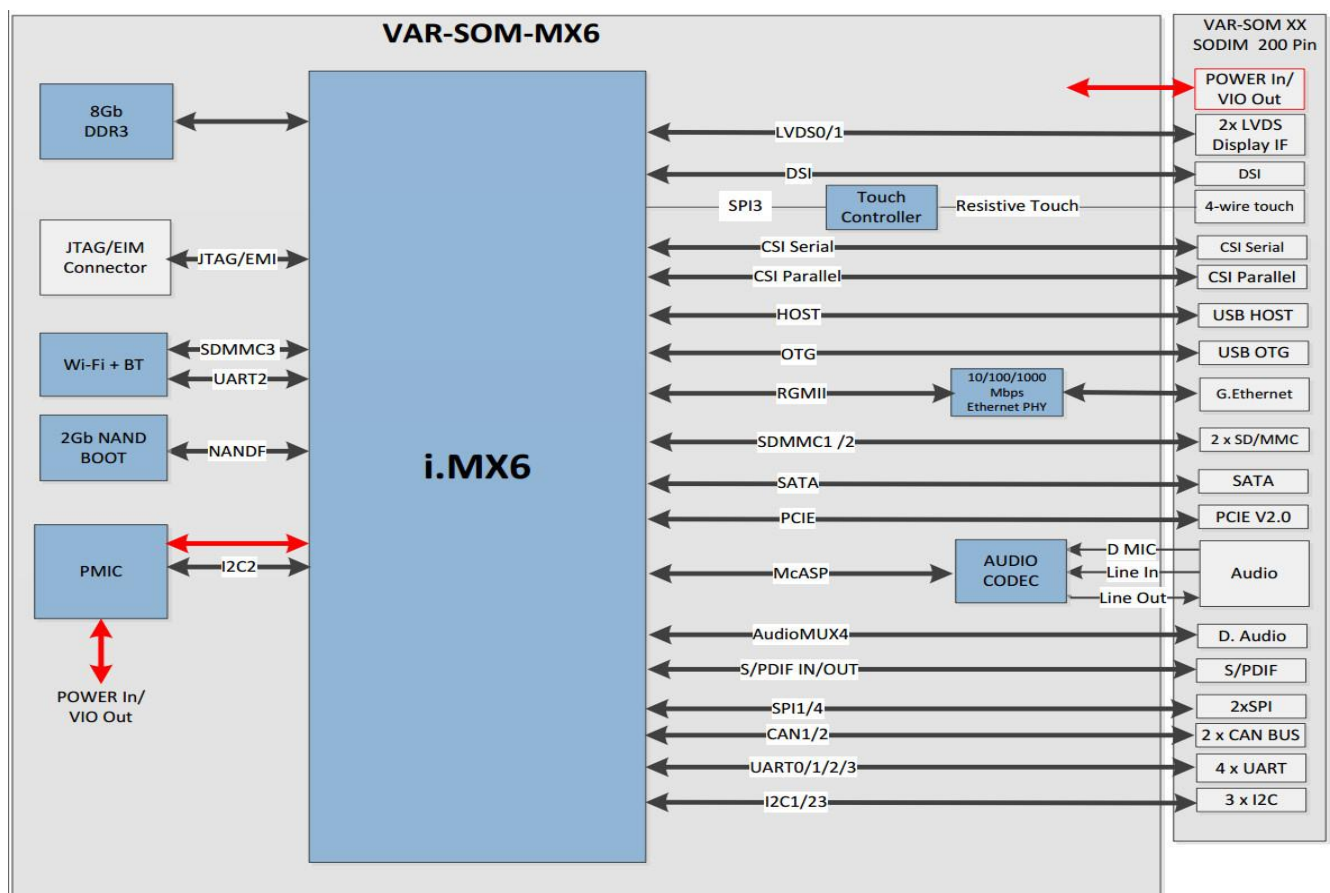 VAR-SOM-MX6
VAR-SOM XX
SODIM 200 Pin
8Gb
DDR3
JTAG/EIM
Connector
JTAG/EMI
Wi-Fi + BT
SDMMC3
UART2
2Gb NAND
BOOT
NANDF
PMIC
I2C2
POWER In/
VIO Out
i.MX6
POWER In/
VIO Out
LVDS0/1
2x LVDS
Display IF
DSI
DSI
SPI3
Touch
Controller
Resistive Touch
4-wire touch
CSI Serial
CSI Serial
CSI Parallel
CSI Parallel
HOST
USB HOST
OTG
USB OTG
RGMII
10/100/1000
Mbps
Ethernet PHY
G.Ethernet
SDMMC1 /2
2 x SD/MMC
SATA
SATA
PCIE
PCIE V2.0
McASP
AUDIO
CODEC
D MIC
Line In
Line Out
Audio
AudioMUX4
D. Audio
S/PDIF IN/OUT
S/PDIF
SPI1/4
2xSPI
CAN1/2
2 x CAN BUS
UART0/1/2/3
4 x UART
I2C1/23
3 x I2C